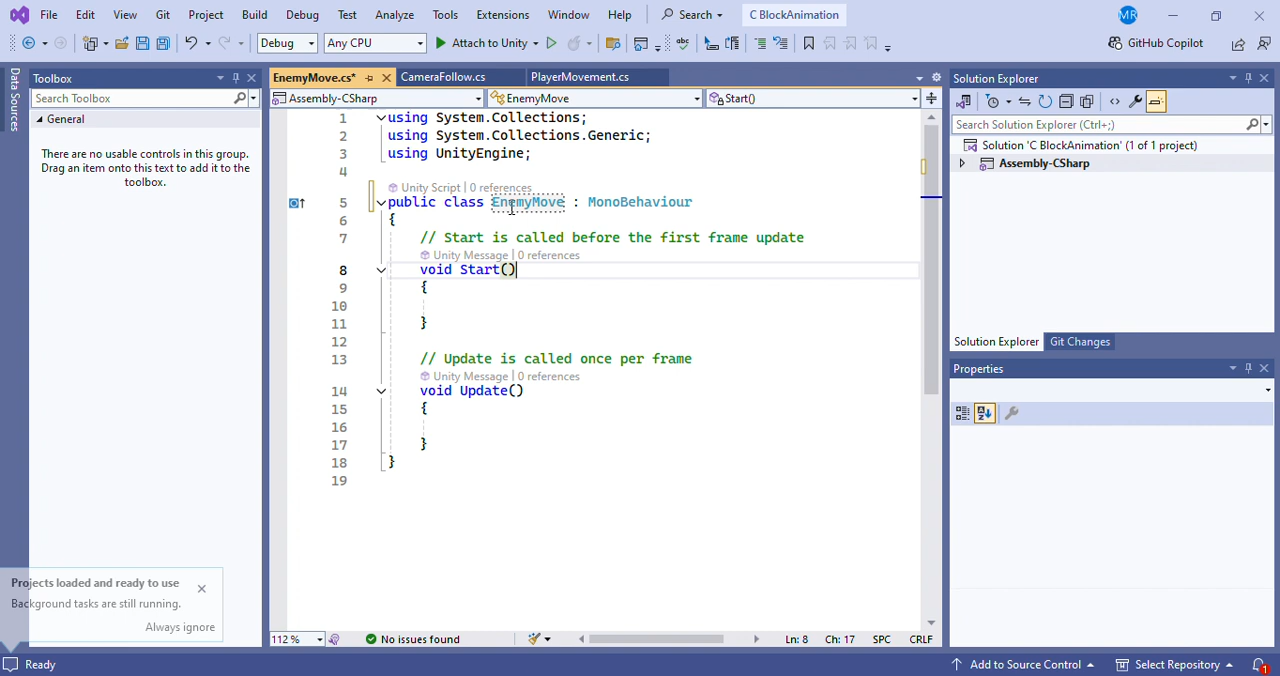 File Edit View Git Project Build Debug Test Analyze Tools Extensions Window Help Search C BlockAnimation MR
Debug Any CPU Attach to Unity GitHub Copilot
Data Sources
Toolbox
Search Toolbox
General
There are no usable controls in this group.
Drag an item onto this text to add it to the
toolbox.
EnemyMove.cs* CameraFollow.cs PlayerMovement.cs
Assembly-CSharp EnemyMove Start()
1 using System.Collections;
2 using System.Collections.Generic;
3 using UnityEngine;
4
Unity Script | 0 references
5 public class EnemyMove : MonoBehaviour
6 {
7 // Start is called before the first frame update
Unity Message | 0 references
8 void Start()
9 {
10
11 }
12
13 // Update is called once per frame
Unity Message | 0 references
14 void Update()
15 {
16
17 }
18 }
19
112 % No issues found Ln: 8 Ch: 17 SPC CRLF
Solution Explorer
Search Solution Explorer (Ctrl+;)
Solution 'C BlockAnimation' (1 of 1 project)
Assembly-CSharp
Solution Explorer Git Changes
Properties
Projects loaded and ready to use
Background tasks are still running.
Always ignore
Ready Add to Source Control Select Repository 1